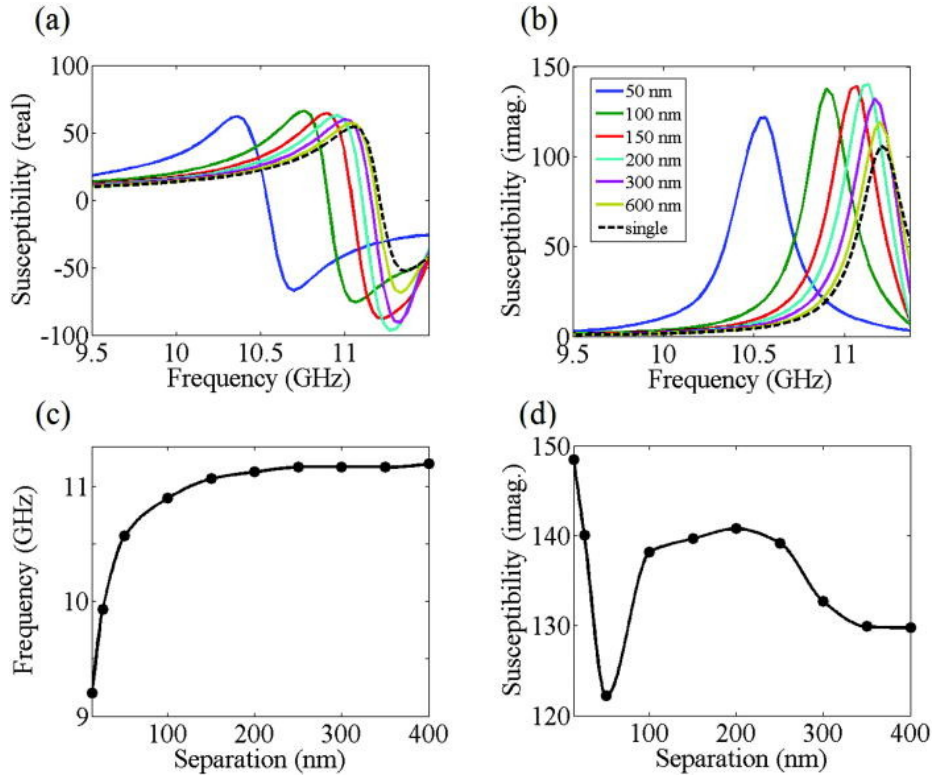 (a)
100
50
0
-50
-100
Susceptibility (real)
9.5 10 10.5 11
Frequency (GHz)
(b)
150
100
50
0
Susceptibility (imag.)
50 nm
100 nm
150 nm
200 nm
300 nm
600 nm
single
9.5 10 10.5 11
Frequency (GHz)
(c)
11
10
9
Frequency (GHz)
100 200 300 400
Separation (nm)
(d)
150
140
130
120
Susceptibility (imag.)
100 200 300 400
Separation (nm)